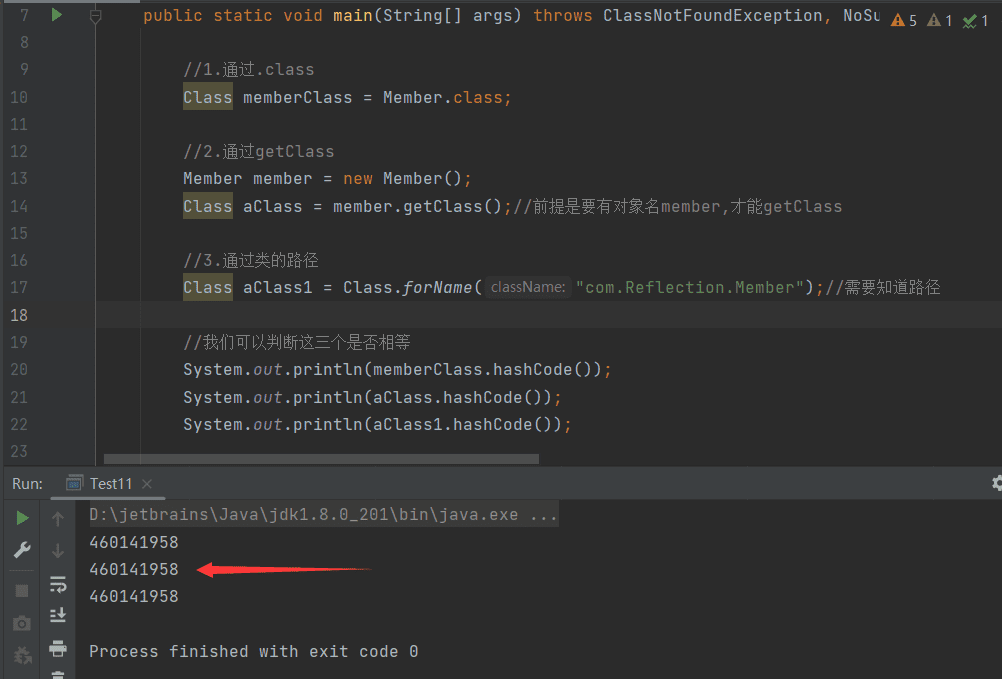 7 public static void main(String[] args) throws ClassNotFoundException, NoSu 5 1 1
8
9 //1.通过.class
10 Class memberClass = Member.class;
11
12 //2.通过getClass
13 Member member = new Member();
14 Class aClass = member.getClass();//前提是要有对象名member,才能getClass
15
16 //3.通过类的路径
17 Class aClass1 = Class.forName( className: "com.Reflection.Member");//需要知道路径
18
19 //我们可以判断这三个是否相等
20 System.out.println(memberClass.hashCode());
21 System.out.println(aClass.hashCode());
22 System.out.println(aClass1.hashCode());
23
Run: Test11
D:\jetbrains\Java\jdk1.8.0_201\bin\java.exe ...
460141958
460141958
460141958
Process finished with exit code 0